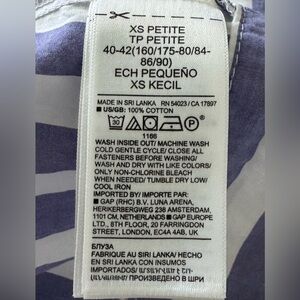 XS PETITE
TP PETITE
40-42(160/175-80/84-
86/90)
ECH PEQUEÑO
XS KECIL
MADE IN SRI LANKA RN 54023 / CA 17897
■ US/GB: 100% COTTON
30
P
1166
WASH INSIDE OUT/ MACHINE WASH
COLD GENTLE CYCLE/ CLOSE ALL
FASTENERS BEFORE WASHING/
WASH AND DRY WITH LIKE COLORS/
ONLY NON-CHLORINE BLEACH
WHEN NEEDED/ TUMBLE DRY LOW/
COOL IRON
IMPORTED BY/ IMPORTE PAR:
■ GAP (RHC) B.V. LUNA ARENA,
HERIKERBERGWEG 238 AMSTERDAM,
1101 CM, NETHERLANDS ■ GAP EUROPE
LTD., 8TH FLOOR, 20 FARRINGDON
STREET, LONDON, EC4A 4AB, UK
БЛУЗА
FABRIQUE AU SRI LANKA/ HECHO
EN SRI LANKA CON INSUMOS
IMPORTADOS/
ПРОИЗВЕДЕНО В ШРИ